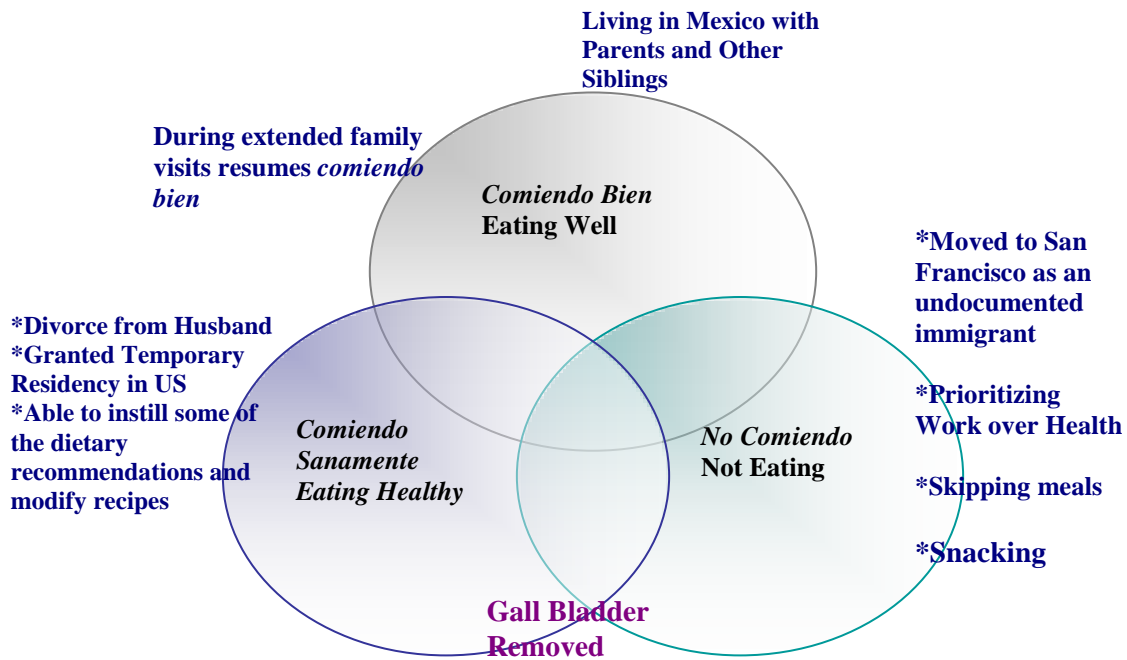 Living in Mexico with
Parents and Other
Siblings
During extended family
visits resumes comiendo
bien
Comiendo Bien
Eating Well
*Moved to San
Francisco as an
undocumented
immigrant
*Prioritizing
Work over Health
*Skipping meals
*Snacking
*Divorce from Husband
*Granted Temporary
Residency in US
*Able to instill some of
the dietary
recommendations and
modify recipes
Comiendo
Sanamente
Eating Healthy
No Comiendo
Not Eating
Gall Bladder
Removed